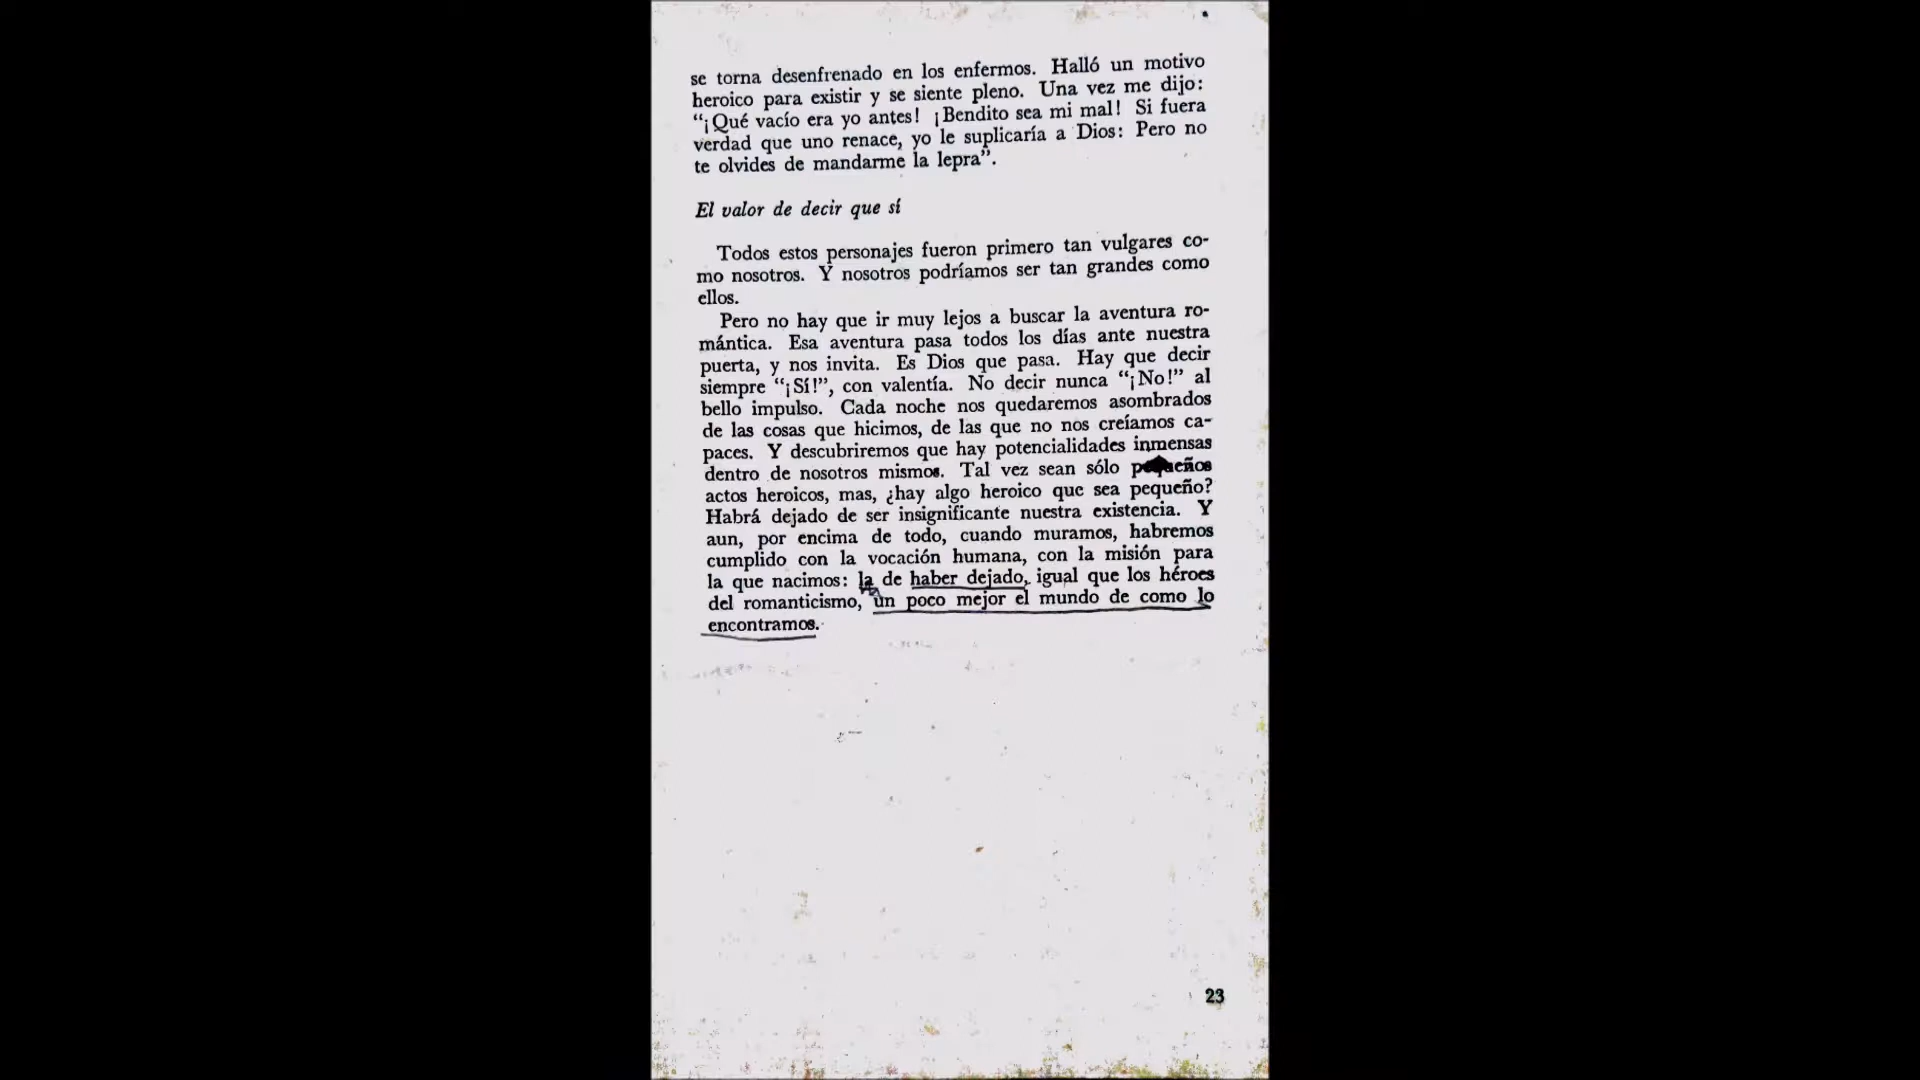 se torna desenfrenado en los enfermos. Halló un motivo
heroico para existir y se siente pleno. Una vez me dijo:
“¡Qué vacío era yo antes! ¡Bendito sea mi mal! Si fuera
verdad que uno renace, yo le suplicaría a Dios: Pero no
te olvides de mandarme la lepra”.
El valor de decir que sí
Todos estos personajes fueron primero tan vulgares co-
mo nosotros. Y nosotros podríamos ser tan grandes como
ellos.
Pero no hay que ir muy lejos a buscar la aventura ro-
mántica. Esa aventura pasa todos los días ante nuestra
puerta, y nos invita. Es Dios que pasa. Hay que decir
siempre “¡Sí!”, con valentía. No decir nunca “¡No!” al
bello impulso. Cada noche nos quedaremos asombrados
de las cosas que hicimos, de las que no nos creíamos ca-
paces. Y descubriremos que hay potencialidades inmensas
dentro de nosotros mismos. Tal vez sean sólo pequeños
actos heroicos, mas, ¿hay algo heroico que sea pequeño?
Habrá dejado de ser insignificante nuestra existencia. Y
aun, por encima de todo, cuando muramos, habremos
cumplido con la vocación humana, con la misión para
la que nacimos: la de haber dejado, igual que los héroes
del romanticismo, un poco mejor el mundo de como lo
encontramos.
23